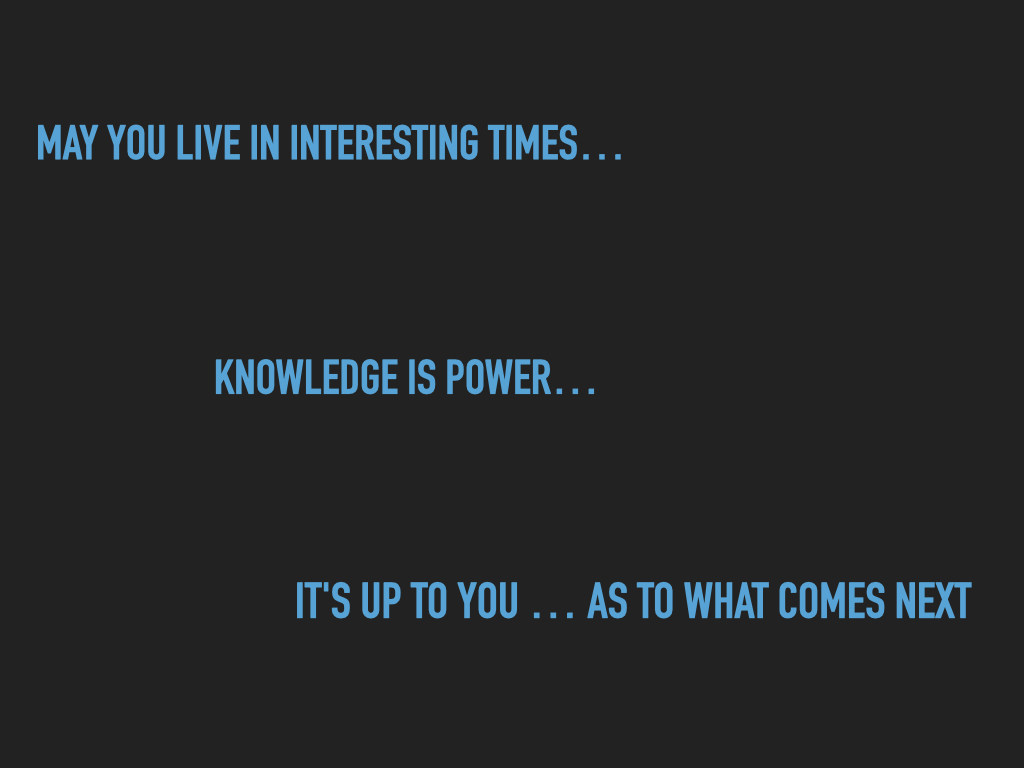 MAY YOU LIVE IN INTERESTING TIMES…
KNOWLEDGE IS POWER…
IT'S UP TO YOU … AS TO WHAT COMES NEXT